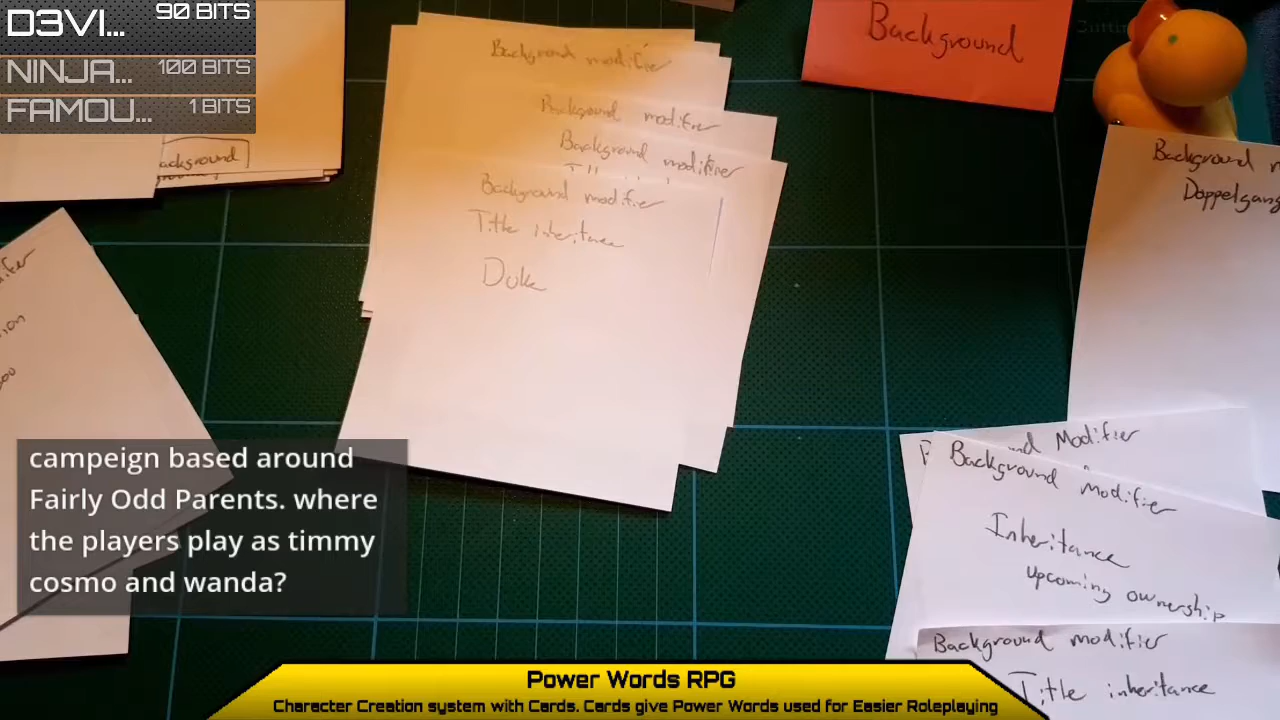 D3VI... 90 BITS
NINJA... 100 BITS
FAMOU... 1 BITS
ackground
Background modifier
Background modifier
Background modifier
Background modifier
Title inheritance
Duke
Background
Background
Doppelgang
Modifier
Background Modifier
Inheritance
upcoming ownership
Background modifier
Title inheritance
campeign based around
Fairly Odd Parents. where
the players play as timmy
cosmo and wanda?
Power Words RPG
Character Creation system with Cards. Cards give Power Words used for Easier Roleplaying